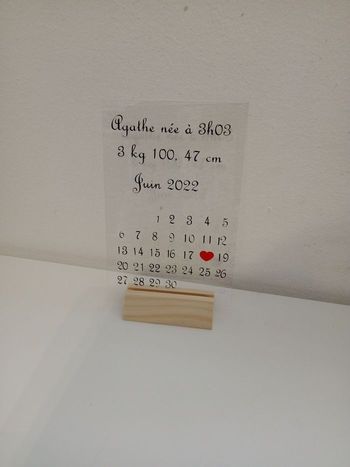 Agathe née à 3h03
3 kg 100, 47 cm
Juin 2022
1 2 3 4 5
6 7 8 9 10 11 12
13 14 15 16 17 19
20 21 22 23 24 25 26
27 28 29 30